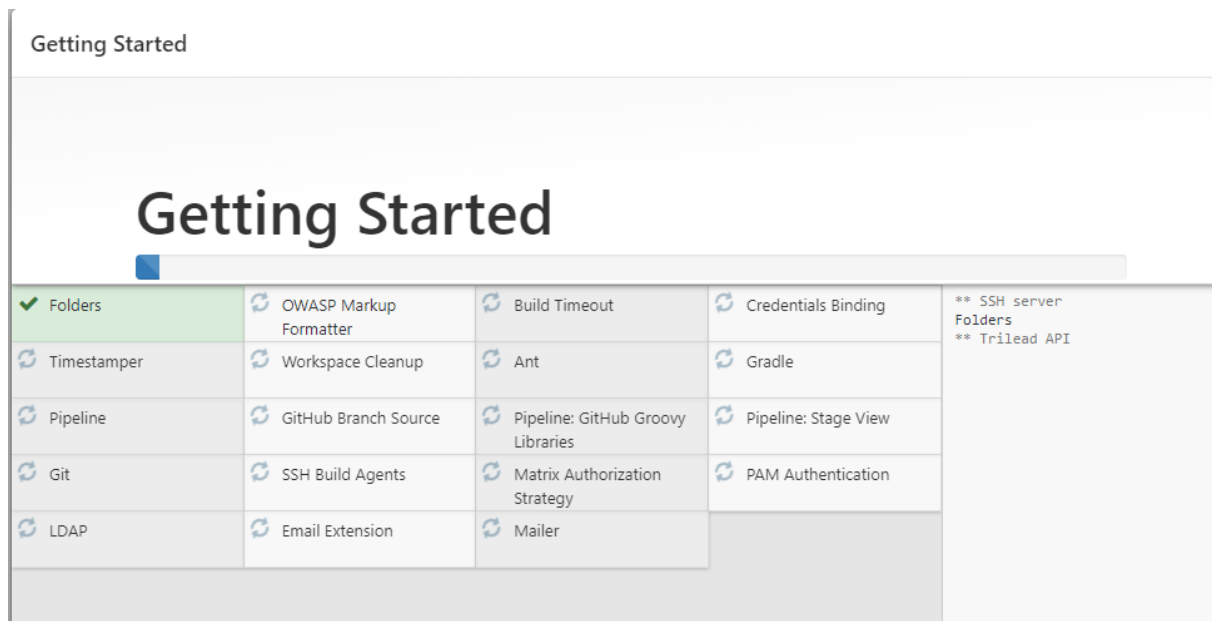 Getting Started
Getting Started
Folders
OWASP Markup
Formatter
Build Timeout
Credentials Binding
Timestamper
Workspace Cleanup
Ant
Gradle
Pipeline
GitHub Branch Source
Pipeline: GitHub Groovy
Libraries
Pipeline: Stage View
Git
SSH Build Agents
Matrix Authorization
Strategy
PAM Authentication
LDAP
Email Extension
Mailer
** SSH server
Folders
** Trilead API